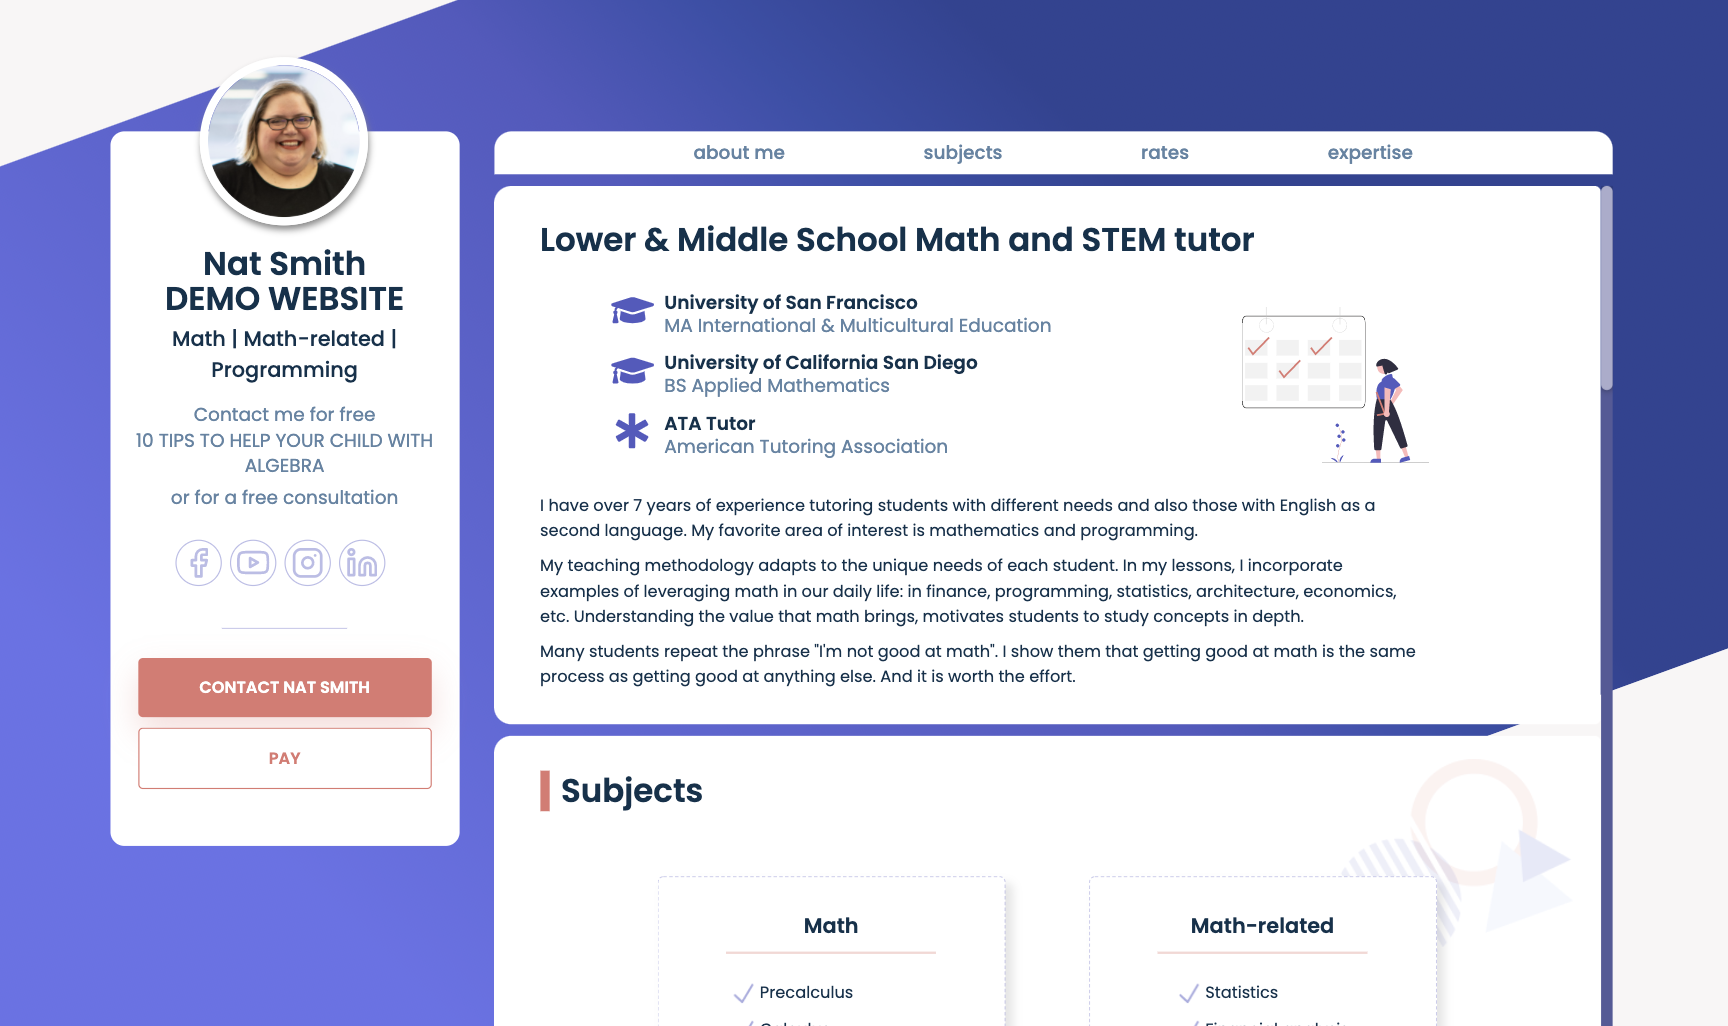 Nat Smith
DEMO WEBSITE
Math | Math-related |
Programming
Contact me for free
10 TIPS TO HELP YOUR CHILD WITH
ALGEBRA
or for a free consultation
CONTACT NAT SMITH
PAY
about me subjects rates expertise
Lower & Middle School Math and STEM tutor
University of San Francisco
MA International & Multicultural Education
University of California San Diego
BS Applied Mathematics
ATA Tutor
American Tutoring Association
I have over 7 years of experience tutoring students with different needs and also those with English as a
second language. My favorite area of interest is mathematics and programming.
My teaching methodology adapts to the unique needs of each student. In my lessons, I incorporate
examples of leveraging math in our daily life: in finance, programming, statistics, architecture, economics,
etc. Understanding the value that math brings, motivates students to study concepts in depth.
Many students repeat the phrase "I'm not good at math". I show them that getting good at math is the same
process as getting good at anything else. And it is worth the effort.
Subjects
Math
Precalculus
Math-related
Statistics